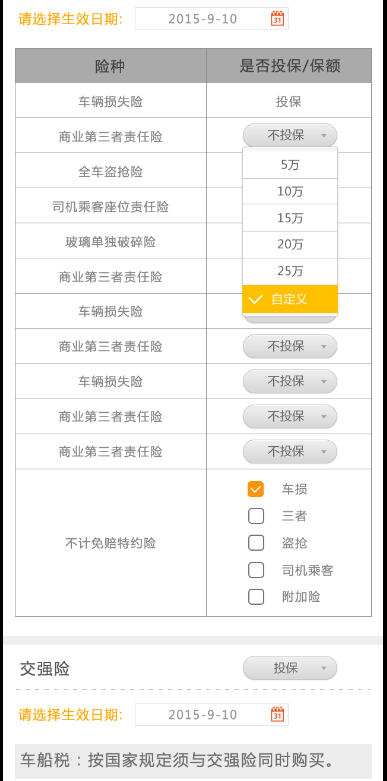 请选择生效日期: 2015-9-10
险种 是否投保/保额
车辆损失险 投保
商业第三者责任险 不投保
5万
全车盗抢险
10万
司机乘客座位责任险
15万
玻璃单独破碎险
20万
商业第三者责任险
25万
车辆损失险
自定义
商业第三者责任险 不投保
车辆损失险 不投保
商业第三者责任险 不投保
商业第三者责任险 不投保
不计免赔特约险
车损
三者
盗抢
司机乘客
附加险
交强险 投保
请选择生效日期: 2015-9-10
车船税：按国家规定须与交强险同时购买。